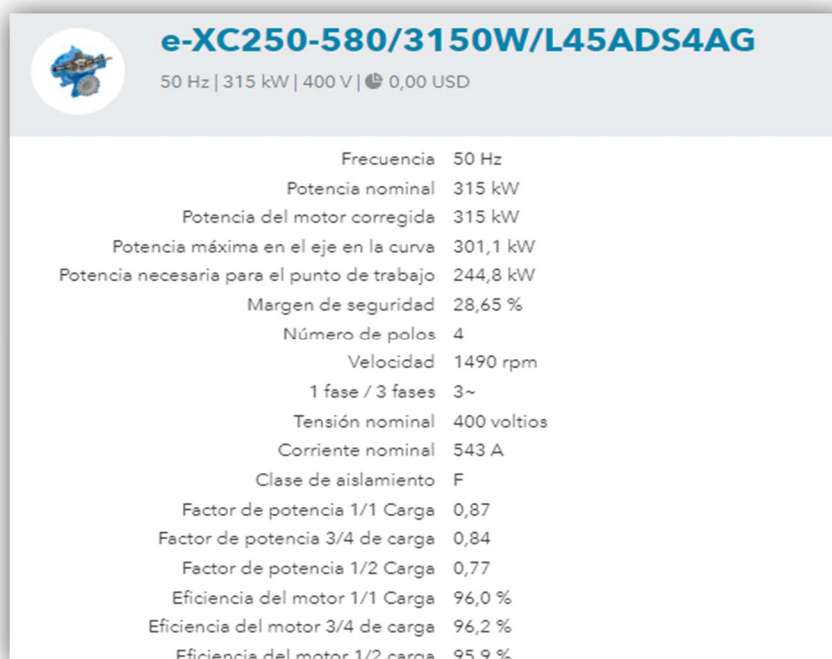 e-XC250-580/3150W/L45ADS4AG
50 Hz | 315 kW | 400 V | 0,00 USD
Frecuencia 50 Hz
Potencia nominal 315 kW
Potencia del motor corregida 315 kW
Potencia máxima en el eje en la curva 301,1 kW
Potencia necesaria para el punto de trabajo 244,8 kW
Margen de seguridad 28,65 %
Número de polos 4
Velocidad 1490 rpm
1 fase / 3 fases 3~
Tensión nominal 400 voltios
Corriente nominal 543 A
Clase de aislamiento F
Factor de potencia 1/1 Carga 0,87
Factor de potencia 3/4 de carga 0,84
Factor de potencia 1/2 Carga 0,77
Eficiencia del motor 1/1 Carga 96,0 %
Eficiencia del motor 3/4 de carga 96,2 %
Eficiencia del motor 1/2 carga 95,9 %